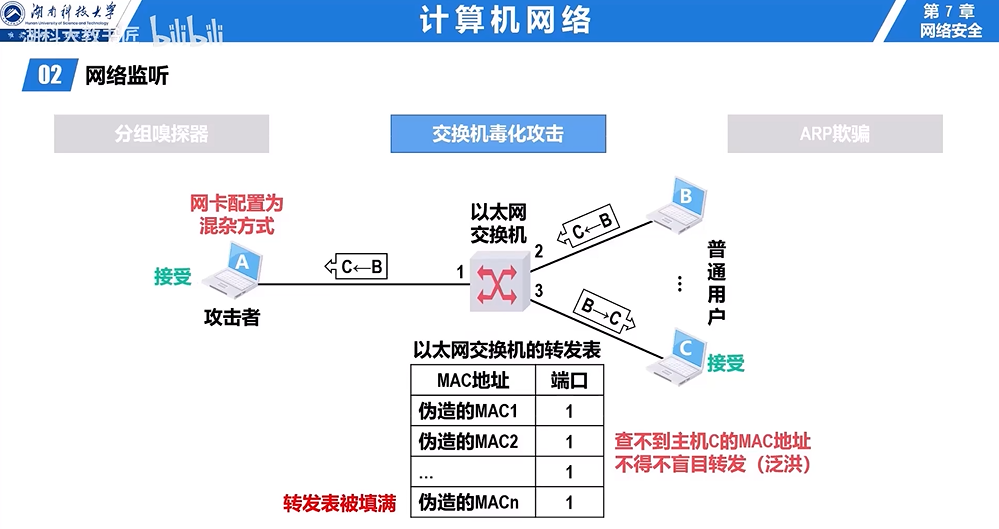 湖南科技大学
Hunan University of Science and Technology
计算机网络
第 7 章
网络安全
湖科大教书匠
bilibili
02 网络监听
分组嗅探器
交换机毒化攻击
ARP欺骗
网卡配置为
混杂方式
A
接受
攻击者
C←B
以太网
交换机
1
2
3
C←B
B→C
B
普通用户
⋮
C
接受
以太网交换机的转发表
MAC地址 端口
伪造的MAC1 1
伪造的MAC2 1
… 1
伪造的MACn 1
查不到主机C的MAC地址
不得不盲目转发（泛洪）
转发表被填满